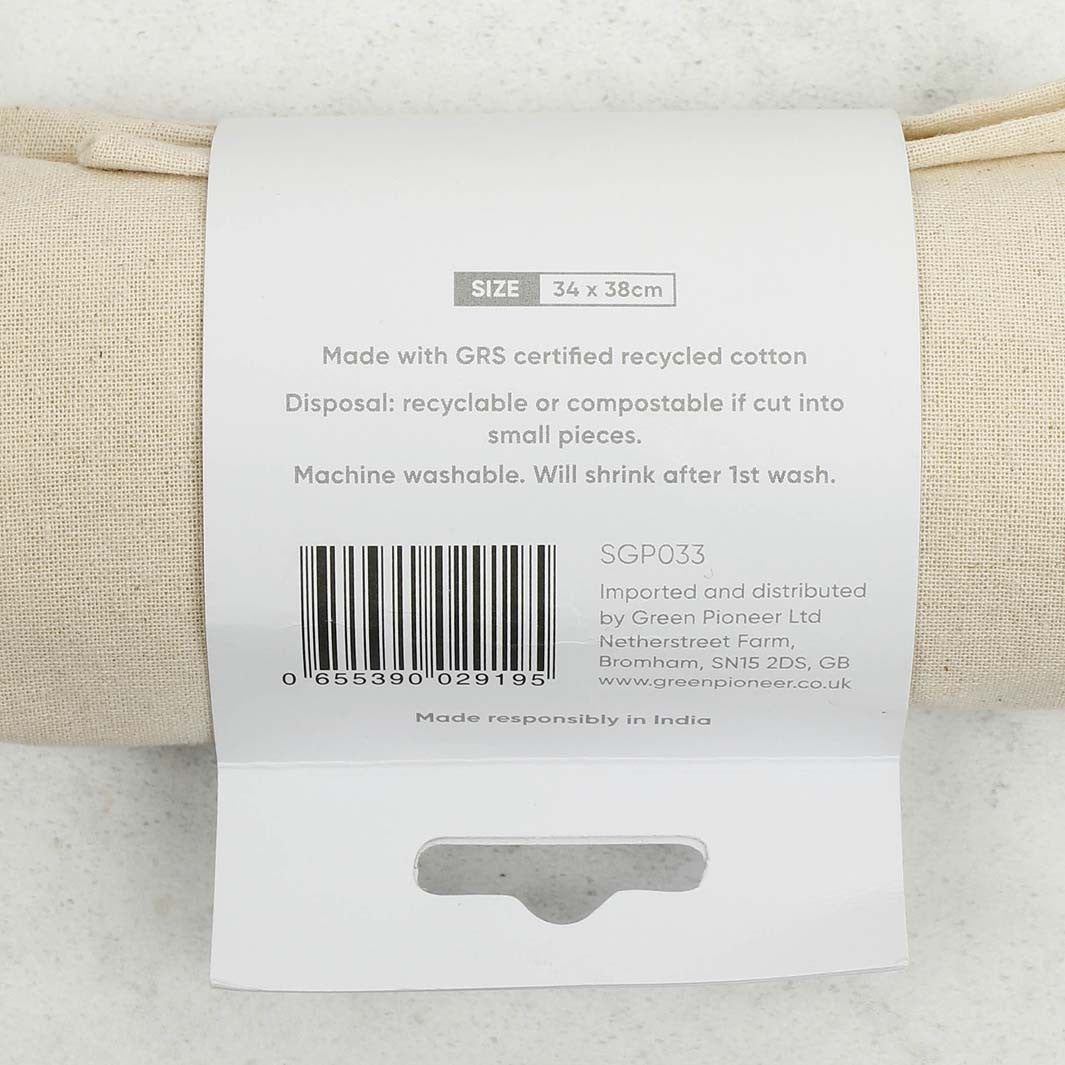 SIZE 34 x 38cm
Made with GRS certified recycled cotton
Disposal: recyclable or compostable if cut into
small pieces.
Machine washable. Will shrink after 1st wash.
SGP033
Imported and distributed
by Green Pioneer Ltd
Netherstreet Farm,
Bromham, SN15 2DS, GB
www.greenpioneer.co.uk
0 655390 029195
Made responsibly in India